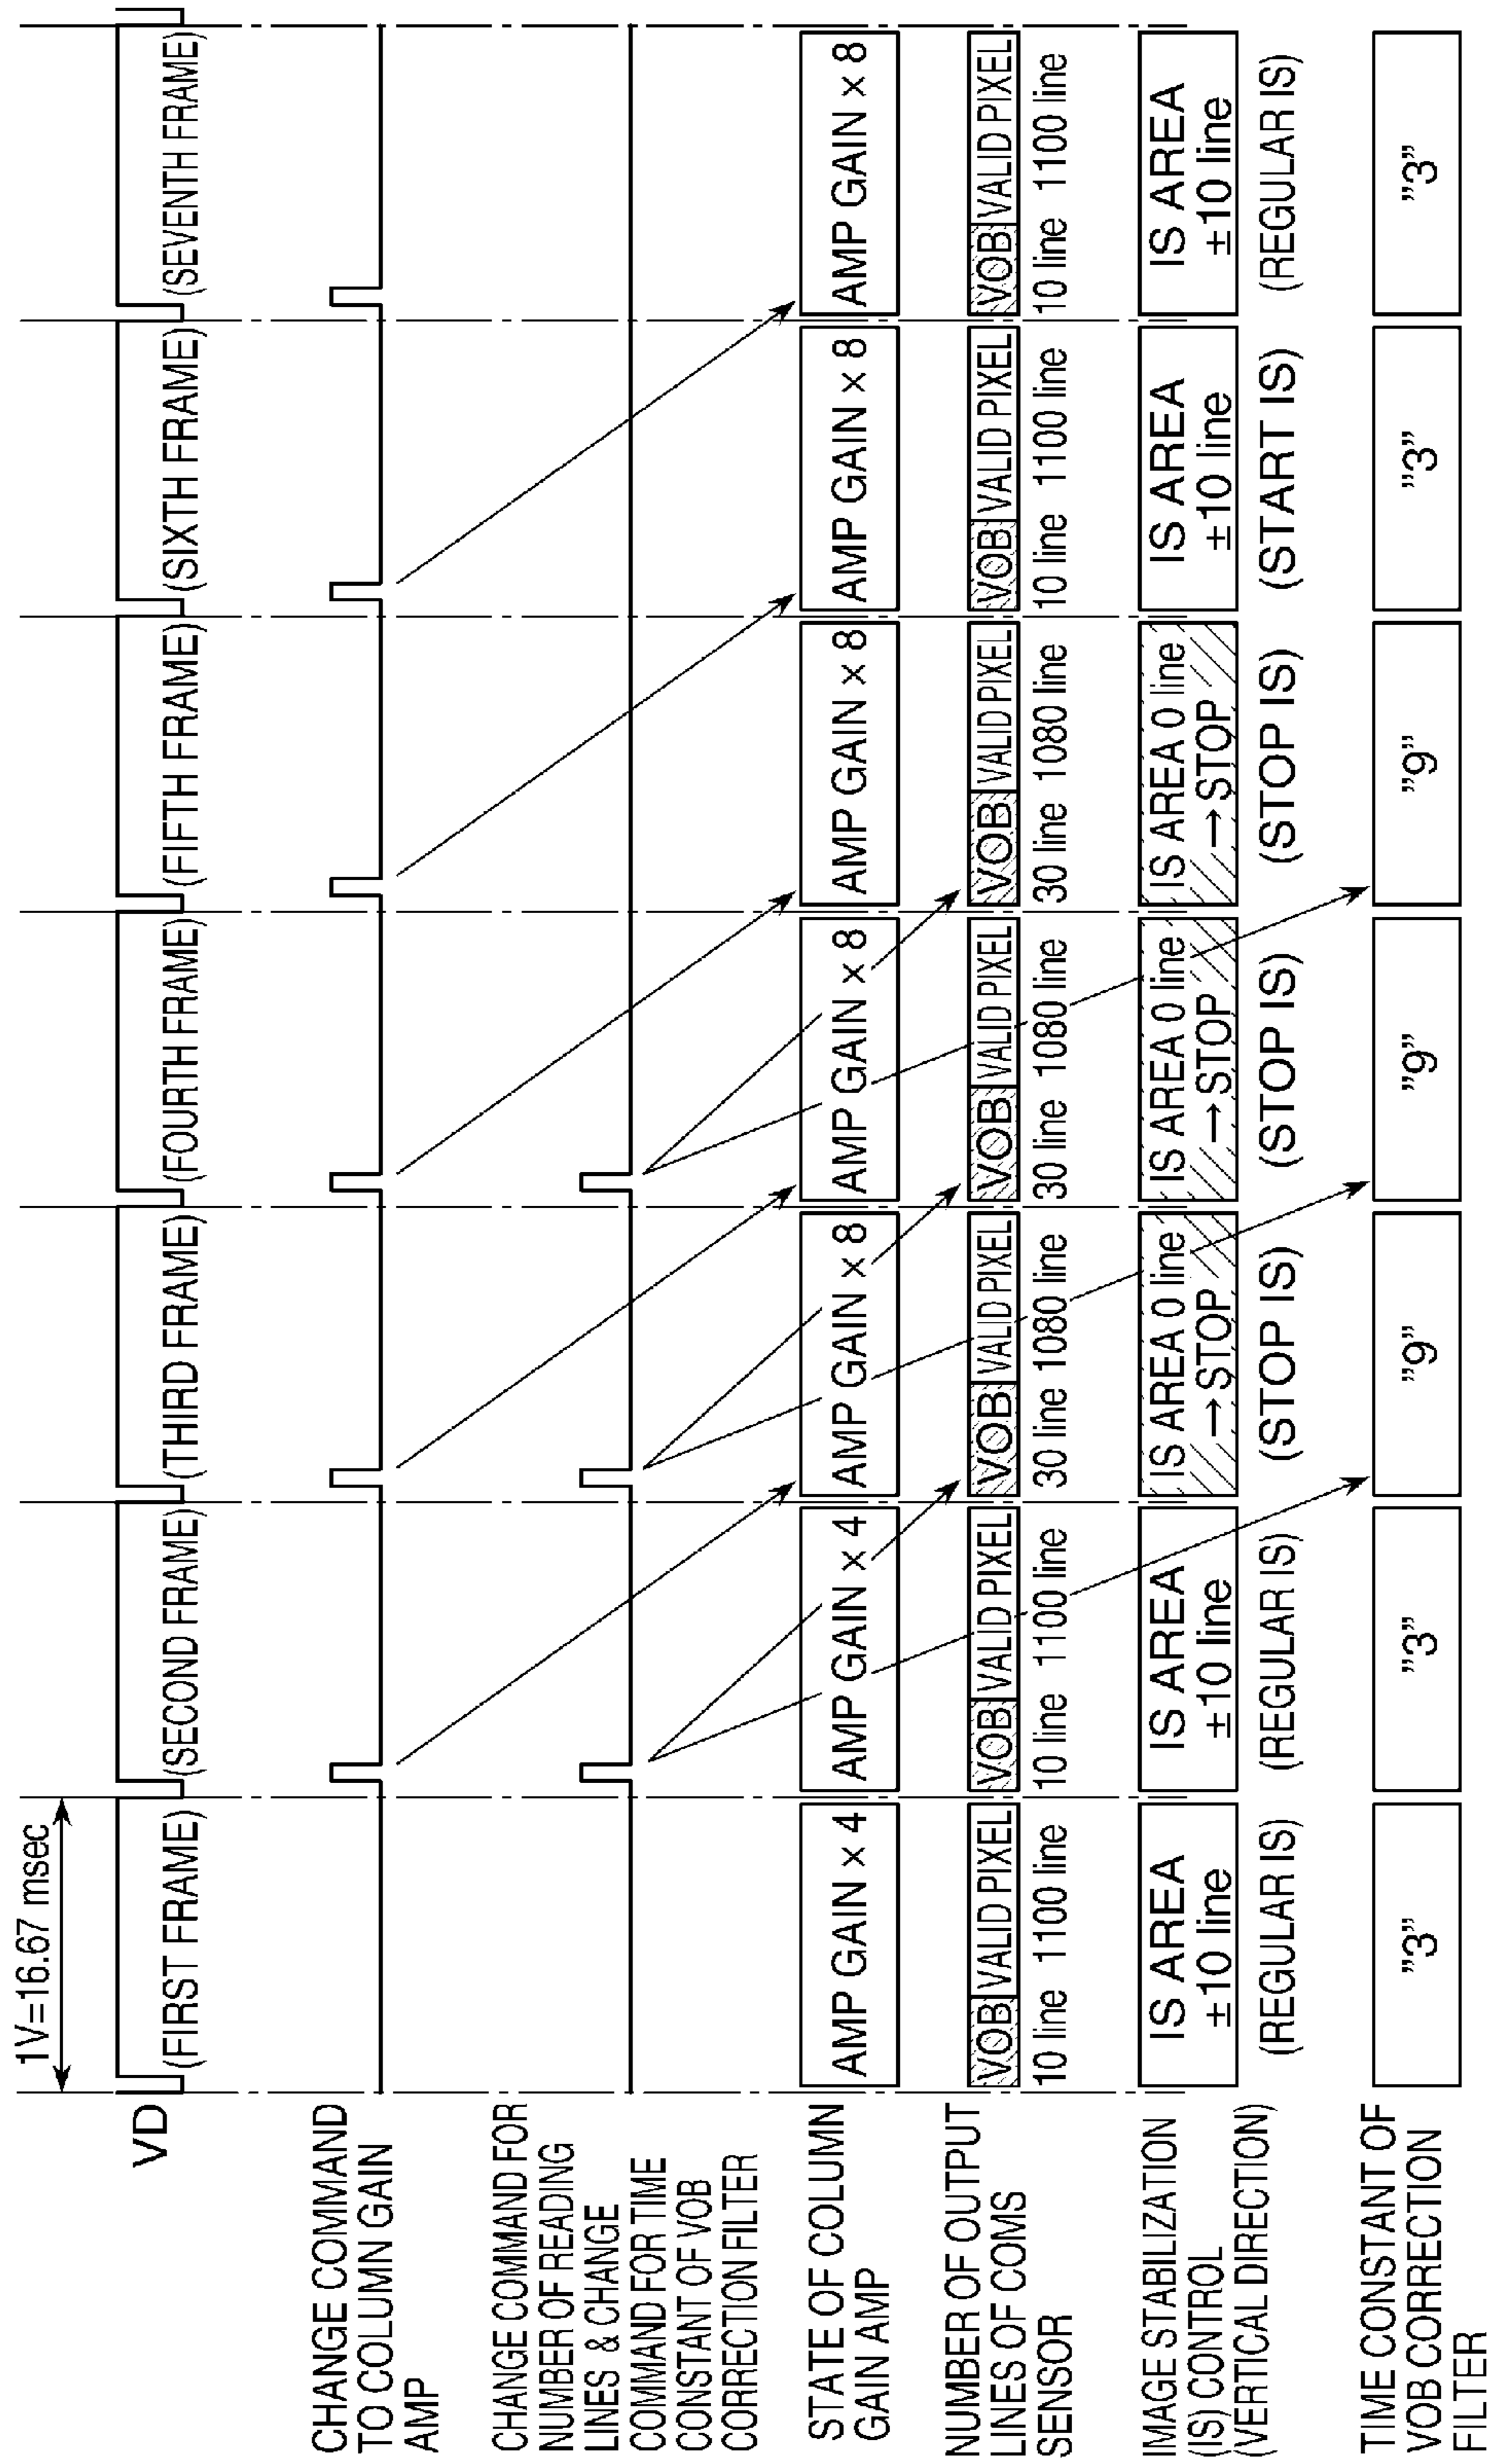 1V=16.67 msec
VD
(FIRST FRAME)
(SECOND FRAME)
(THIRD FRAME)
(FOURTH FRAME)
(FIFTH FRAME)
(SIXTH FRAME)
(SEVENTH FRAME)
CHANGE COMMAND
TO COLUMN GAIN
AMP
CHANGE COMMAND FOR
NUMBER OF READING
LINES & CHANGE
COMMAND FOR TIME
CONSTANT OF VOB
CORRECTION FILTER
STATE OF COLUMN
GAIN AMP
AMP GAIN × 4
AMP GAIN × 4
AMP GAIN × 8
AMP GAIN × 8
AMP GAIN × 8
AMP GAIN × 8
AMP GAIN × 8
NUMBER OF OUTPUT
LINES OF COMS
SENSOR
VOB VALID PIXEL
10 line 1100 line
VOB VALID PIXEL
10 line 1100 line
VOB VALID PIXEL
30 line 1080 line
VOB VALID PIXEL
30 line 1080 line
VOB VALID PIXEL
30 line 1080 line
VOB VALID PIXEL
10 line 1100 line
VOB VALID PIXEL
10 line 1100 line
IMAGE STABILIZATION
(IS) CONTROL
(VERTICAL DIRECTION)
IS AREA
±10 line
(REGULAR IS)
IS AREA
±10 line
(REGULAR IS)
IS AREA 0 line
→STOP
(STOP IS)
IS AREA 0 line
→STOP
(STOP IS)
IS AREA 0 line
→STOP
(STOP IS)
IS AREA
±10 line
(START IS)
IS AREA
±10 line
(REGULAR IS)
TIME CONSTANT OF
VOB CORRECTION
FILTER
"3"
"3"
"9"
"9"
"9"
"3"
"3"